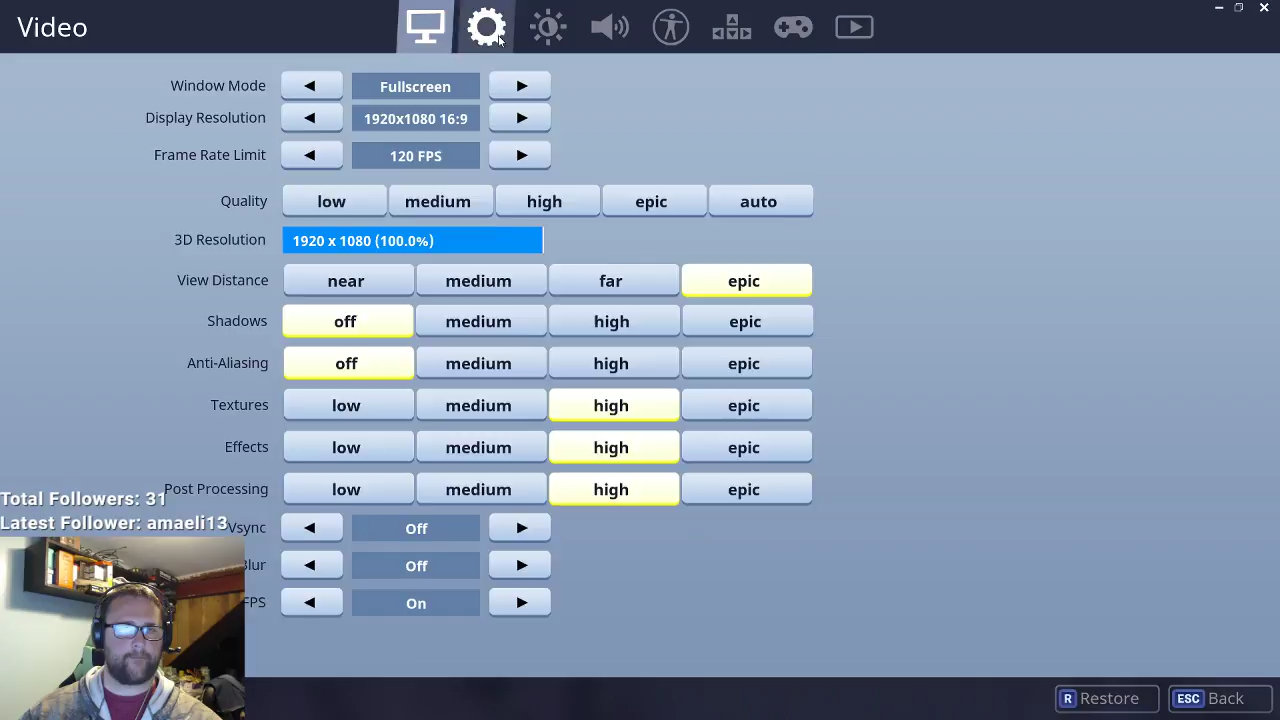 Video
Window Mode ◄ Fullscreen ►
Display Resolution ◄ 1920x1080 16:9 ►
Frame Rate Limit ◄ 120 FPS ►
Quality low medium high epic auto
3D Resolution 1920 x 1080 (100.0%)
View Distance near medium far epic
Shadows off medium high epic
Anti-Aliasing off medium high epic
Textures low medium high epic
Effects low medium high epic
Post Processing low medium high epic
Total Followers: 31
Latest Follower: amaeli13
Vsync ◄ Off ►
Blur ◄ Off ►
FPS ◄ On ►
R Restore
ESC Back